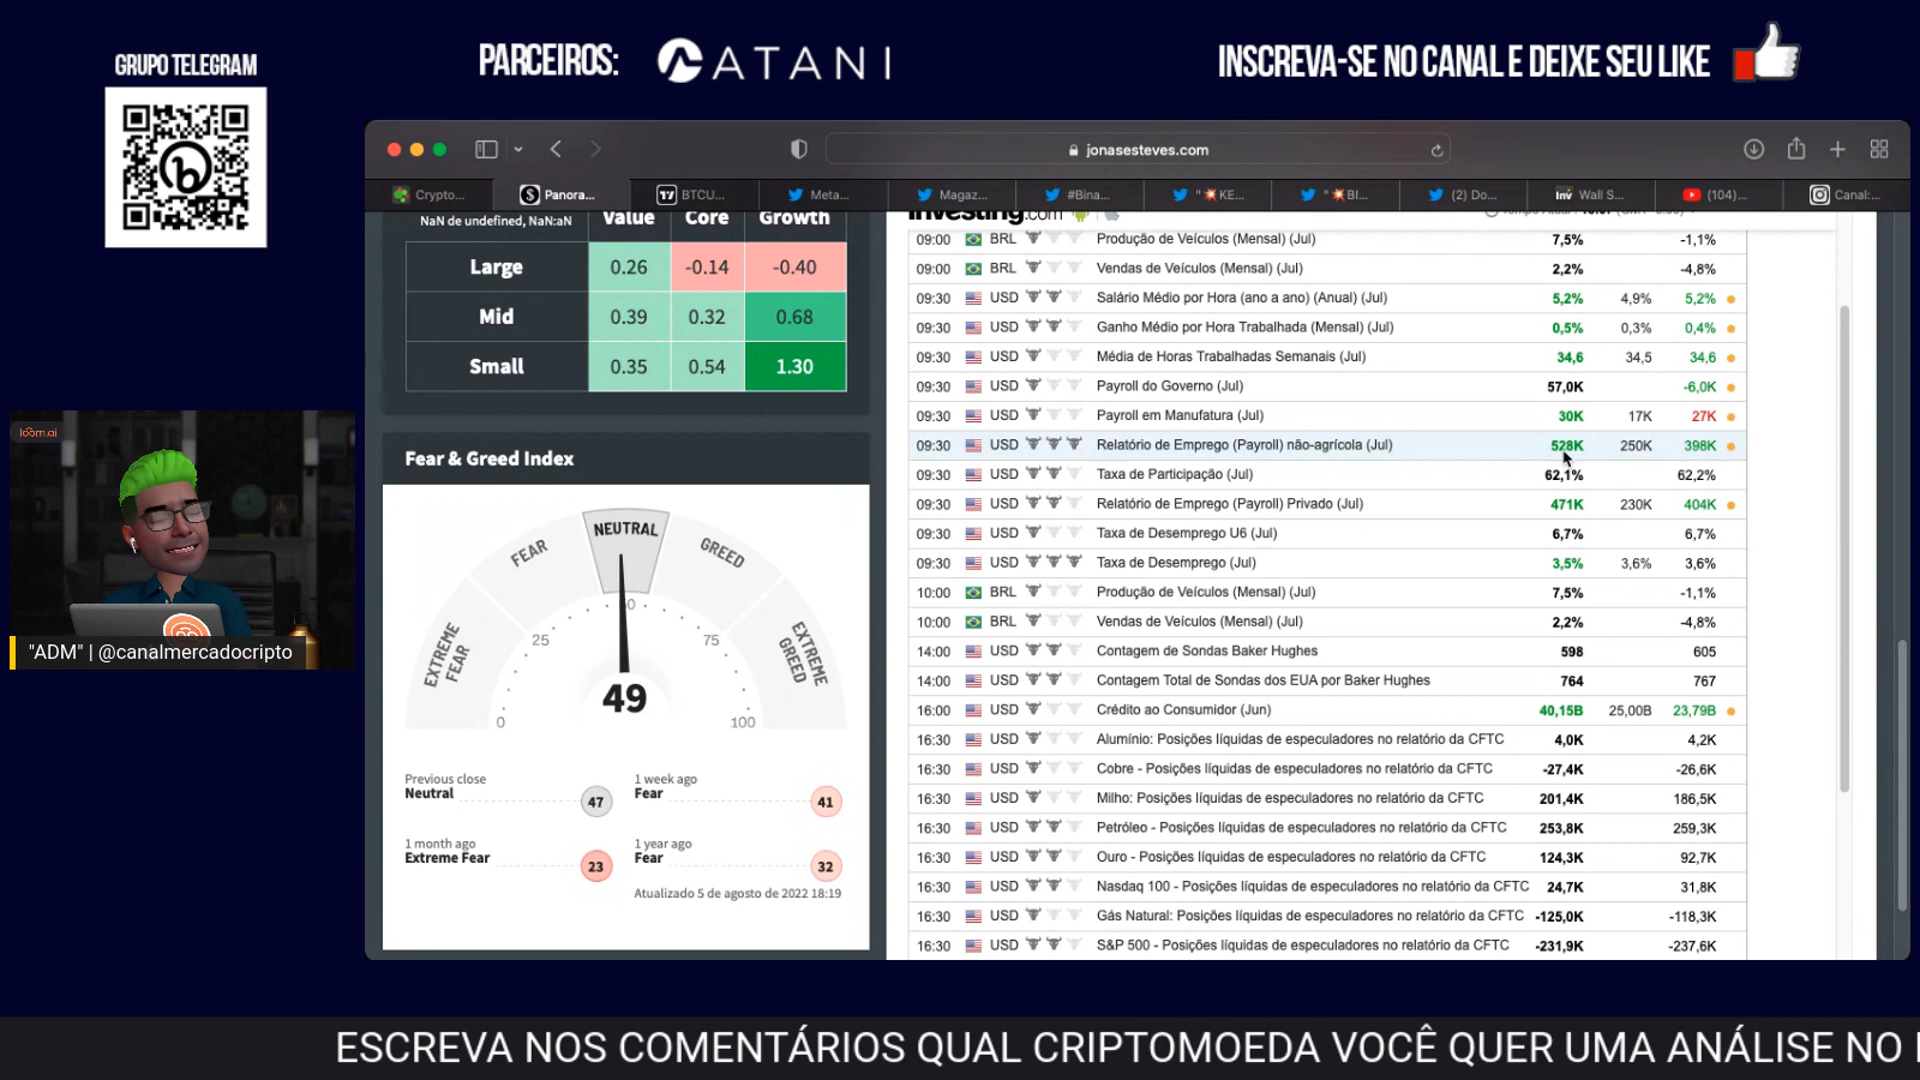 GRUPO TELEGRAM
PARCEIROS:
ATANI
INSCREVA-SE NO CANAL E DEIXE SEU LIKE
jonasesteves.com
Crypto...
Panora...
BTCU...
Meta...
Magaz...
#Bina...
"💥KE...
"💥BI...
(2) Do...
Inv Wall S...
(104)...
Canal:...
NaN de undefined, NaN:aN
Value Core Growth
Large 0.26 -0.14 -0.40
Mid 0.39 0.32 0.68
Small 0.35 0.54 1.30
Fear & Greed Index
EXTREME FEAR
FEAR
NEUTRAL
GREED
EXTREME GREED
0
25
50
75
100
49
Previous close
Neutral
47
1 week ago
Fear
41
1 month ago
Extreme Fear
23
1 year ago
Fear
32
Atualizado 5 de agosto de 2022 18:19
Investing.com
09:00 BRL Produção de Veículos (Mensal) (Jul) 7,5% -1,1%
09:00 BRL Vendas de Veículos (Mensal) (Jul) 2,2% -4,8%
09:30 USD Salário Médio por Hora (ano a ano) (Anual) (Jul) 5,2% 4,9% 5,2%
09:30 USD Ganho Médio por Hora Trabalhada (Mensal) (Jul) 0,5% 0,3% 0,4%
09:30 USD Média de Horas Trabalhadas Semanais (Jul) 34,6 34,5 34,6
09:30 USD Payroll do Governo (Jul) 57,0K -6,0K
09:30 USD Payroll em Manufatura (Jul) 30K 17K 27K
09:30 USD Relatório de Emprego (Payroll) não-agrícola (Jul) 528K 250K 398K
09:30 USD Taxa de Participação (Jul) 62,1% 62,2%
09:30 USD Relatório de Emprego (Payroll) Privado (Jul) 471K 230K 404K
09:30 USD Taxa de Desemprego U6 (Jul) 6,7% 6,7%
09:30 USD Taxa de Desemprego (Jul) 3,5% 3,6% 3,6%
10:00 BRL Produção de Veículos (Mensal) (Jul) 7,5% -1,1%
10:00 BRL Vendas de Veículos (Mensal) (Jul) 2,2% -4,8%
14:00 USD Contagem de Sondas Baker Hughes 598 605
14:00 USD Contagem Total de Sondas dos EUA por Baker Hughes 764 767
16:00 USD Crédito ao Consumidor (Jun) 40,15B 25,00B 23,79B
16:30 USD Alumínio: Posições líquidas de especuladores no relatório da CFTC 4,0K 4,2K
16:30 USD Cobre - Posições líquidas de especuladores no relatório da CFTC -27,4K -26,6K
16:30 USD Milho: Posições líquidas de especuladores no relatório da CFTC 201,4K 186,5K
16:30 USD Petróleo - Posições líquidas de especuladores no relatório da CFTC 253,8K 259,3K
16:30 USD Ouro - Posições líquidas de especuladores no relatório da CFTC 124,3K 92,7K
16:30 USD Nasdaq 100 - Posições líquidas de especuladores no relatório da CFTC 24,7K 31,8K
16:30 USD Gás Natural: Posições líquidas de especuladores no relatório da CFTC -125,0K -118,3K
16:30 USD S&P 500 - Posições líquidas de especuladores no relatório da CFTC -231,9K -237,6K
loom.ai
"ADM" | @canalmercadocripto
ESCREVA NOS COMENTÁRIOS QUAL CRIPTOMOEDA VOCÊ QUER UMA ANÁLISE NO